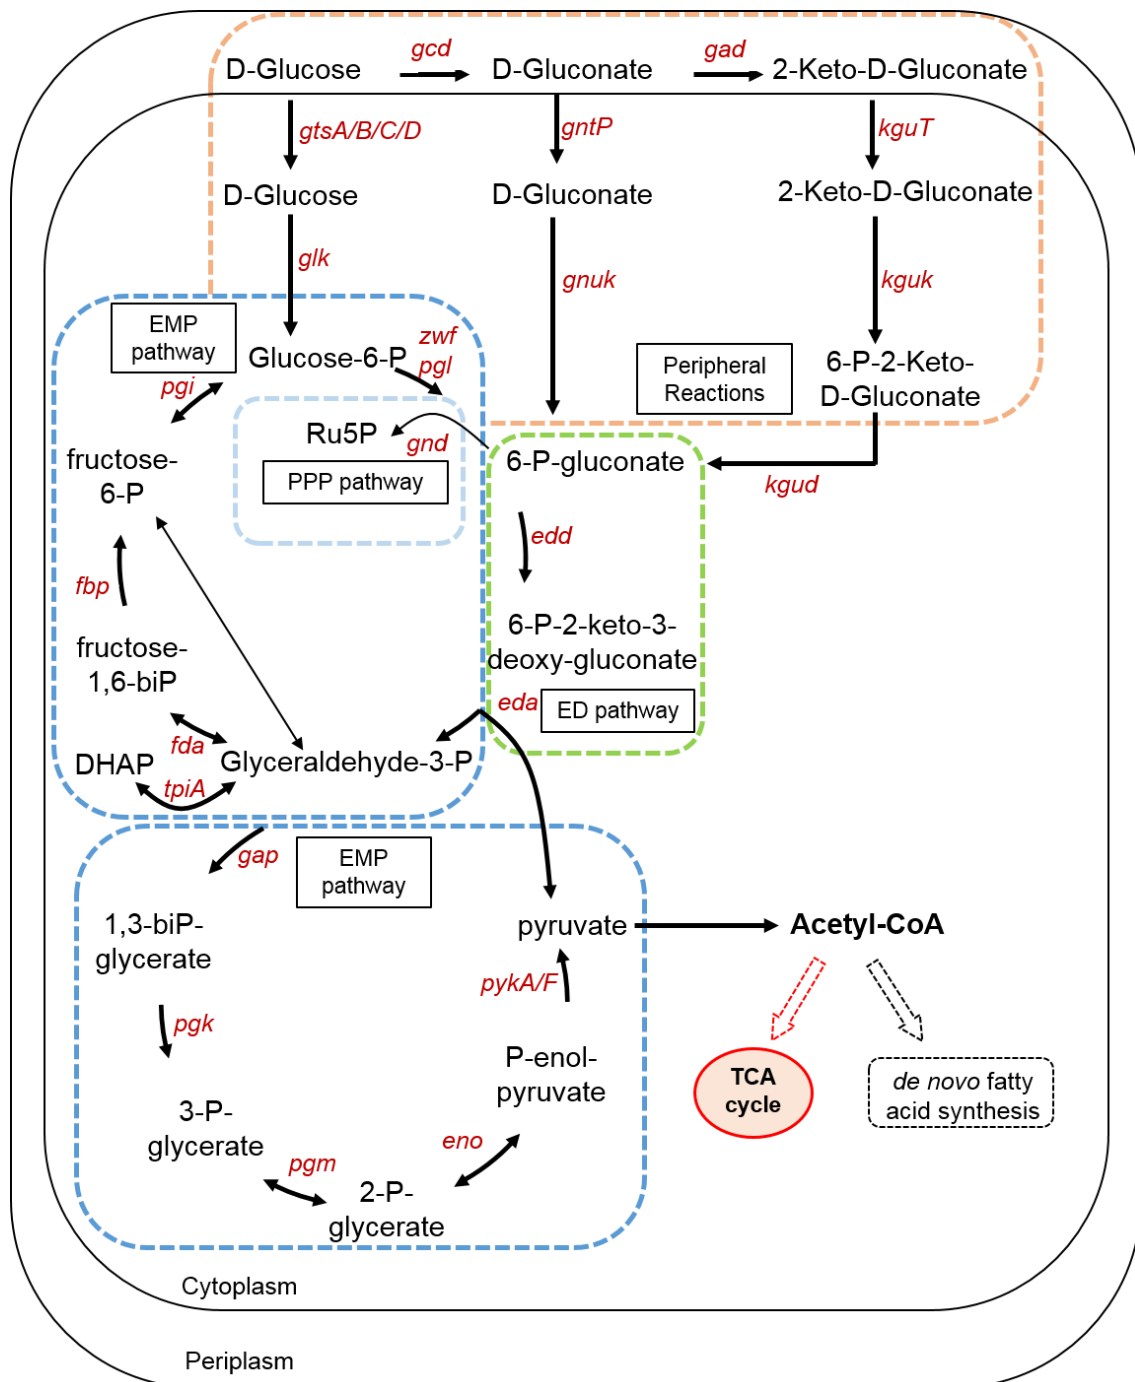 gcd
gad
D-Glucose
D-Gluconate
2-Keto-D-Gluconate
gtsA/B/C/D
gntP
kguT
D-Glucose
D-Gluconate
2-Keto-D-Gluconate
glk
gnuk
kguk
EMP
pathway
zwf
pgl
Glucose-6-P
pgi
Peripheral
Reactions
6-P-2-Keto-
D-Gluconate
Ru5P
gnd
PPP pathway
fructose-
6-P
6-P-gluconate
kgud
edd
fbp
fructose-
1,6-biP
6-P-2-keto-3-
deoxy-gluconate
eda
ED pathway
fda
DHAP
Glyceraldehyde-3-P
tpiA
gap
EMP
pathway
1,3-biP-
glycerate
pyruvate
Acetyl-CoA
pykA/F
pgk
P-enol-
pyruvate
TCA
cycle
de novo fatty
acid synthesis
3-P-
glycerate
eno
pgm
2-P-
glycerate
Cytoplasm
Periplasm